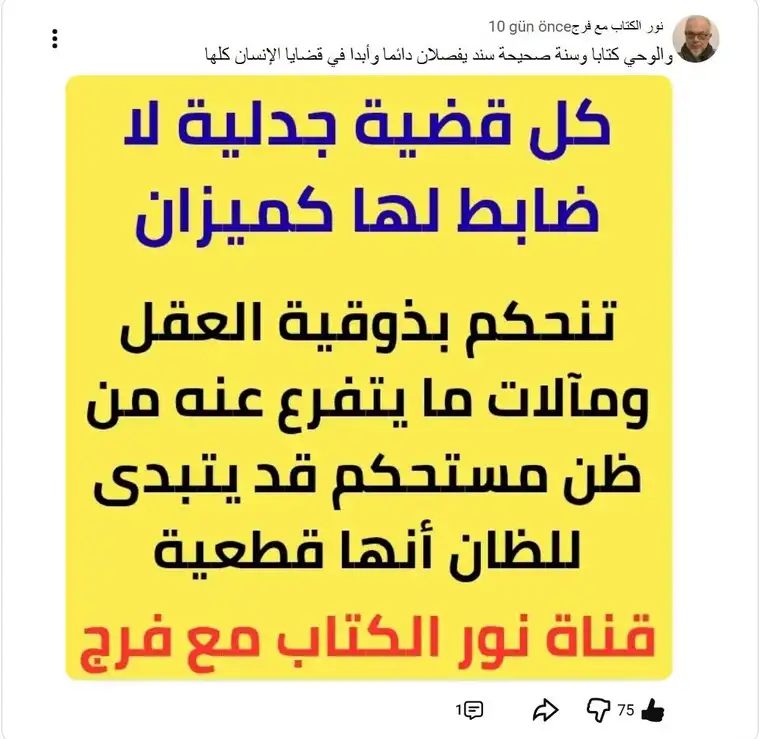 نور الكتاب مع فرج10 gün önce
والوحي كتابا وسنة صحيحة سند يفصلان دائما وأبدا في قضايا الإنسان كلها
كل قضية جدلية لا
ضابط لها كميزان
تنحكم بذوقية العقل
ومآلات ما يتفرع عنه من
ظن مستحكم قد يتبدى
للظان أنها قطعية
قناة نور الكتاب مع فرج
75
1